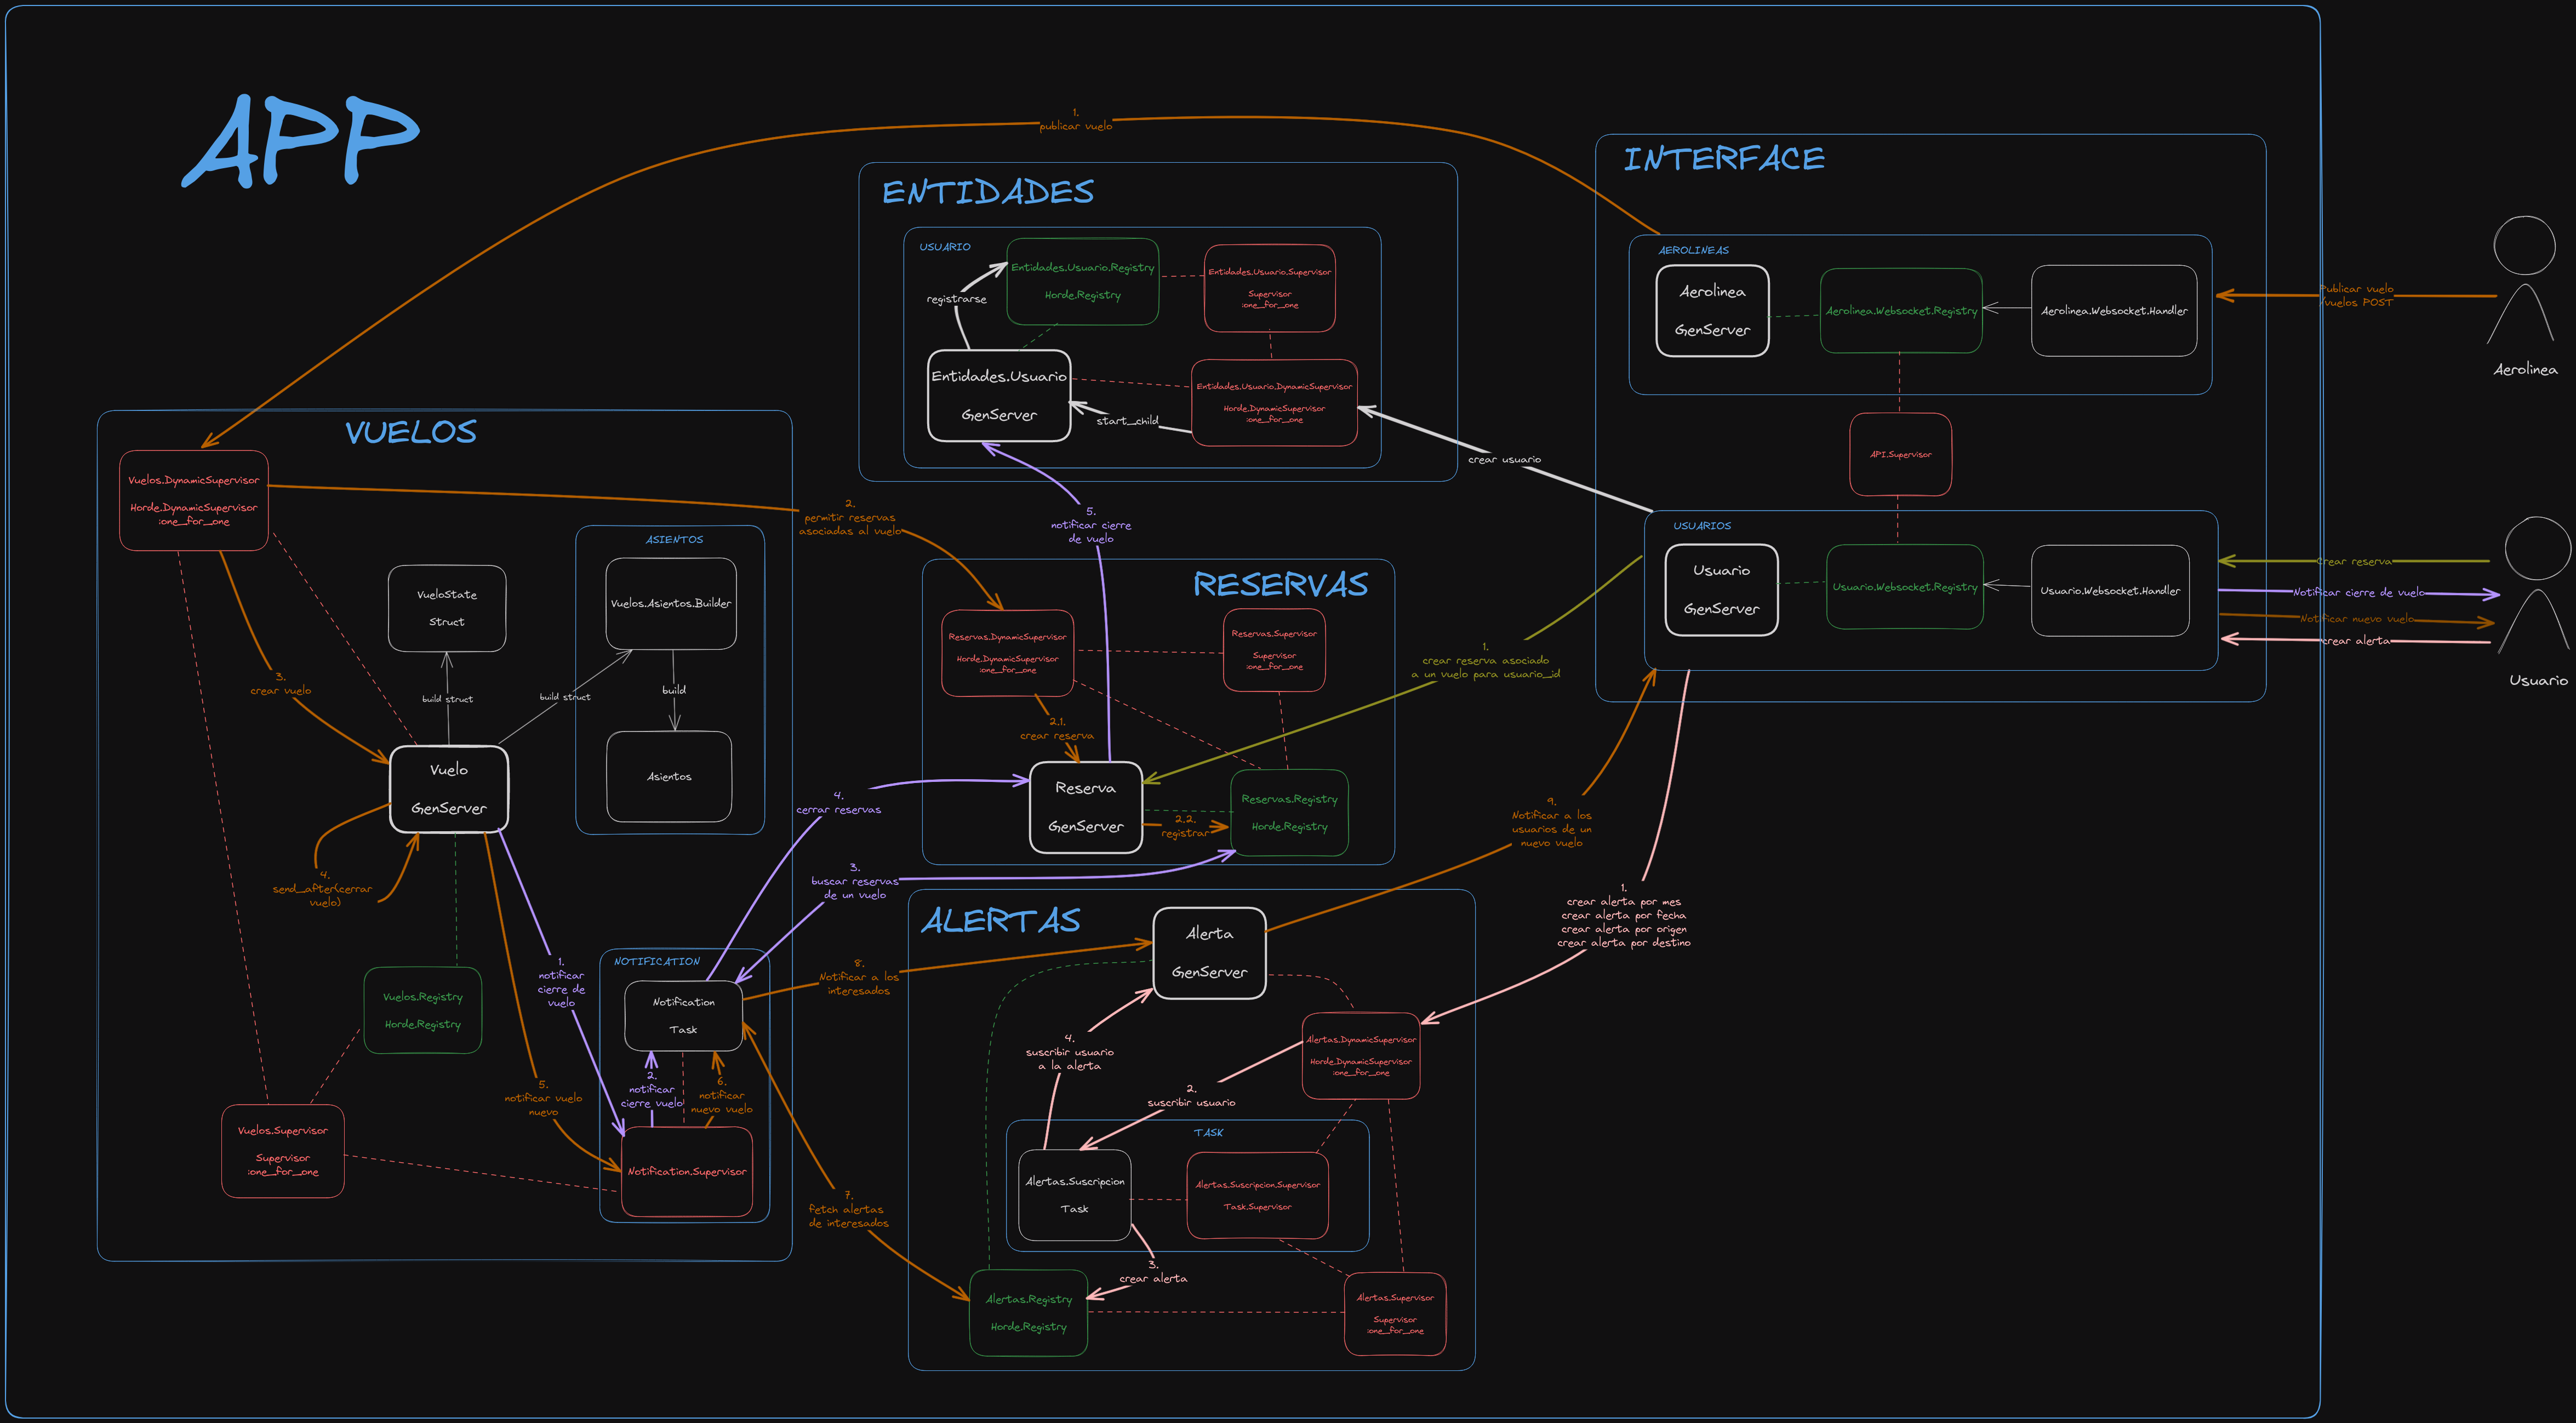 APP
1.
publicar vuelo
ENTIDADES
USUARIO
Entidades.Usuario.Registry
Horde.Registry
Entidades.Usuario.Supervisor
Supervisor
:one_for_one
registrarse
Entidades.Usuario
GenServer
start_child
Entidades.Usuario.DynamicSupervisor
Horde.DynamicSupervisor
:one_for_one
crear usuario
INTERFACE
AEROLINEAS
Aerolinea
GenServer
Aerolinea.Websocket.Registry
Aerolinea.Websocket.Handler
Publicar vuelo
/vuelos POST
Aerolinea
API.Supervisor
USUARIOS
Usuario
GenServer
Usuario.Websocket.Registry
Usuario.Websocket.Handler
Crear reserva
Notificar cierre de vuelo
Notificar nuevo vuelo
crear alerta
Usuario
VUELOS
Vuelos.DynamicSupervisor
Horde.DynamicSupervisor
:one_for_one
2.
permitir reservas
asociadas al vuelo
3.
crear vuelo
VueloState
Struct
build struct
build struct
ASIENTOS
Vuelos.Asientos.Builder
build
Asientos
Vuelo
GenServer
4.
send_after(cerrar
vuelo)
Vuelos.Registry
Horde.Registry
Vuelos.Supervisor
Supervisor
:one_for_one
1.
notificar
cierre de
vuelo
5.
notificar vuelo
nuevo
NOTIFICATION
Notification
Task
2.
notificar
cierre vuelo
6.
notificar
nuevo vuelo
Notification.Supervisor
5.
notificar cierre
de vuelo
RESERVAS
Reservas.DynamicSupervisor
Horde.DynamicSupervisor
:one_for_one
Reservas.Supervisor
Supervisor
:one_for_one
2.1.
crear reserva
Reserva
GenServer
2.2.
registrar
Reservas.Registry
Horde.Registry
1.
crear reserva asociado
a un vuelo para usuario_id
4.
cerrar reservas
3.
buscar reservas
de un vuelo
8.
Notificar a los
interesados
7.
fetch alertas
de interesados
9.
Notificar a los
usuarios de un
nuevo vuelo
1.
crear alerta por mes
crear alerta por fecha
crear alerta por origen
crear alerta por destino
ALERTAS
Alerta
GenServer
4.
suscribir usuario
a la alerta
Alertas.DynamicSupervisor
Horde.DynamicSupervisor
:one_for_one
2.
suscribir usuario
TASK
Alertas.Suscripcion
Task
Alertas.Suscripcion.Supervisor
Task.Supervisor
3.
crear alerta
Alertas.Registry
Horde.Registry
Alertas.Supervisor
Supervisor
:one_for_one